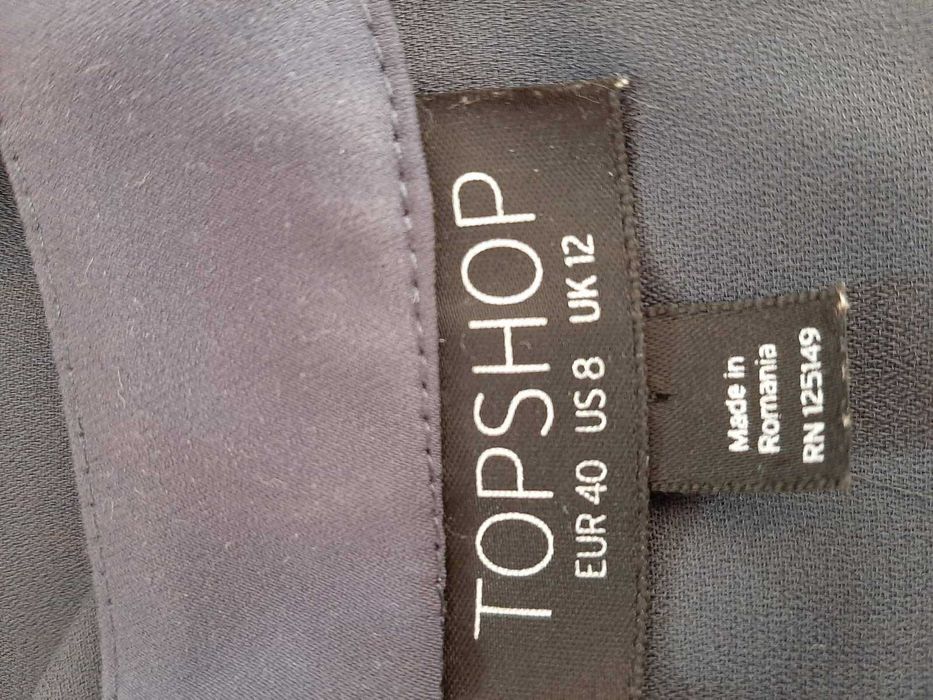 TOPSHOP
EUR 40 US 8 UK 12
Made in
Romania
RN 125149